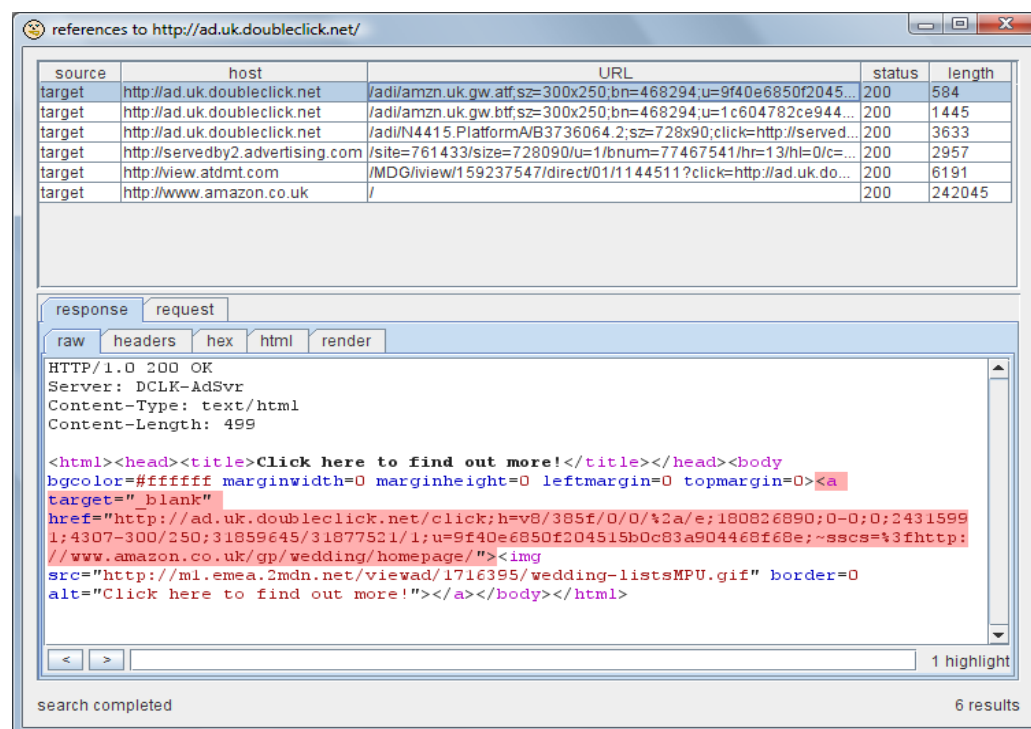 references to http://ad.uk.doubleclick.net/
source host URL status length
target http://ad.uk.doubleclick.net /adi/amzn.uk.gw.atf;sz=300x250;bn=468294;u=9f40e6850f2045... 200 584
target http://ad.uk.doubleclick.net /adi/amzn.uk.gw.btf;sz=300x250;bn=468294;u=1c604782ce944... 200 1445
target http://ad.uk.doubleclick.net /adi/N4415.PlatformA/B3736064.2;sz=728x90;click=http://served... 200 3633
target http://servedby2.advertising.com /site=761433/size=728090/u=1/bnum=77467541/hr=13/hl=0/c=... 200 2957
target http://view.atdmt.com /MDG/iview/159237547/direct/01/1144511?click=http://ad.uk.do... 200 6191
target http://www.amazon.co.uk / 200 242045
response request
raw headers hex html render
HTTP/1.0 200 OK
Server: DCLK-AdSvr
Content-Type: text/html
Content-Length: 499
<html><head><title>Click here to find out more!</title></head><body
bgcolor=#ffffff marginwidth=0 marginheight=0 leftmargin=0 topmargin=0><a
target="_blank"
href="http://ad.uk.doubleclick.net/click;h=v8/385f/0/0/%2a/e;180826890;0-0;0;2431599
1;4307-300/250;31859645/31877521/1;u=9f40e6850f204515b0c83a904468f68e;~sscs=%3fhttp:
//www.amazon.co.uk/gp/wedding/homepage/"><img
src="http://m1.emea.2mdn.net/viewad/1716395/wedding-listsMPU.gif" border=0
alt="Click here to find out more!"></a></body></html>
< > 1 highlight
search completed 6 results